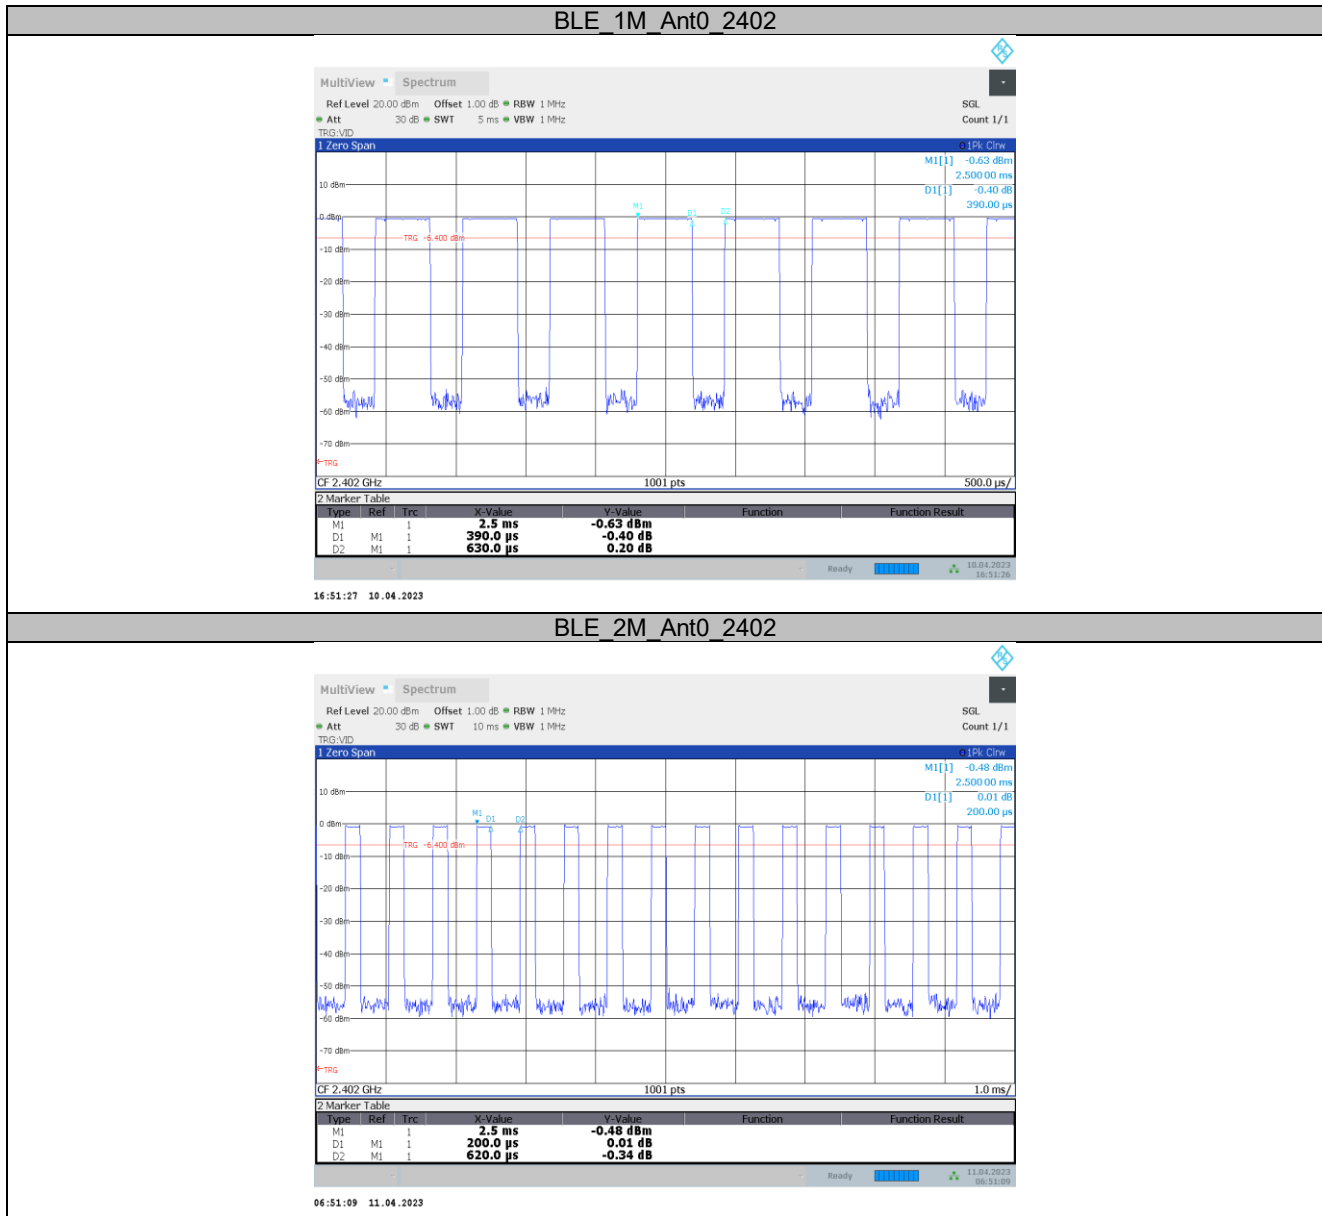 BLE_1M_Ant0_2402
MultiView Spectrum
Ref Level 20.00 dBm Offset 1.00 dB RBW 1 MHz SGL
Att 30 dB SWT 5 ms VBW 1 MHz Count 1/1
TRG:VID
1 Zero Span 1Pk Clrw
M1[1] -0.63 dBm
2.50000 ms
10 dBm D1[1] -0.40 dB
390.00 µs
M1 D1 D2
0 dBm
TRG -6.400 dBm
-10 dBm
-20 dBm
-30 dBm
-40 dBm
-50 dBm
-60 dBm
-70 dBm
TRG
CF 2.402 GHz 1001 pts 500.0 µs/
2 Marker Table
Type Ref Trc X-Value Y-Value Function Function Result
M1 1 2.5 ms -0.63 dBm
D1 M1 1 390.0 µs -0.40 dB
D2 M1 1 630.0 µs 0.20 dB
Ready 10.04.2023
16:51:26
16:51:27 10.04.2023
BLE_2M_Ant0_2402
MultiView Spectrum
Ref Level 20.00 dBm Offset 1.00 dB RBW 1 MHz SGL
Att 30 dB SWT 10 ms VBW 1 MHz Count 1/1
TRG:VID
1 Zero Span 1Pk Clrw
M1[1] -0.48 dBm
2.50000 ms
10 dBm D1[1] 0.01 dB
200.00 µs
M1 D1 D2
0 dBm
TRG -6.400 dBm
-10 dBm
-20 dBm
-30 dBm
-40 dBm
-50 dBm
-60 dBm
-70 dBm
TRG
CF 2.402 GHz 1001 pts 1.0 ms/
2 Marker Table
Type Ref Trc X-Value Y-Value Function Function Result
M1 1 2.5 ms -0.48 dBm
D1 M1 1 200.0 µs 0.01 dB
D2 M1 1 620.0 µs -0.34 dB
Ready 11.04.2023
06:51:09
06:51:09 11.04.2023